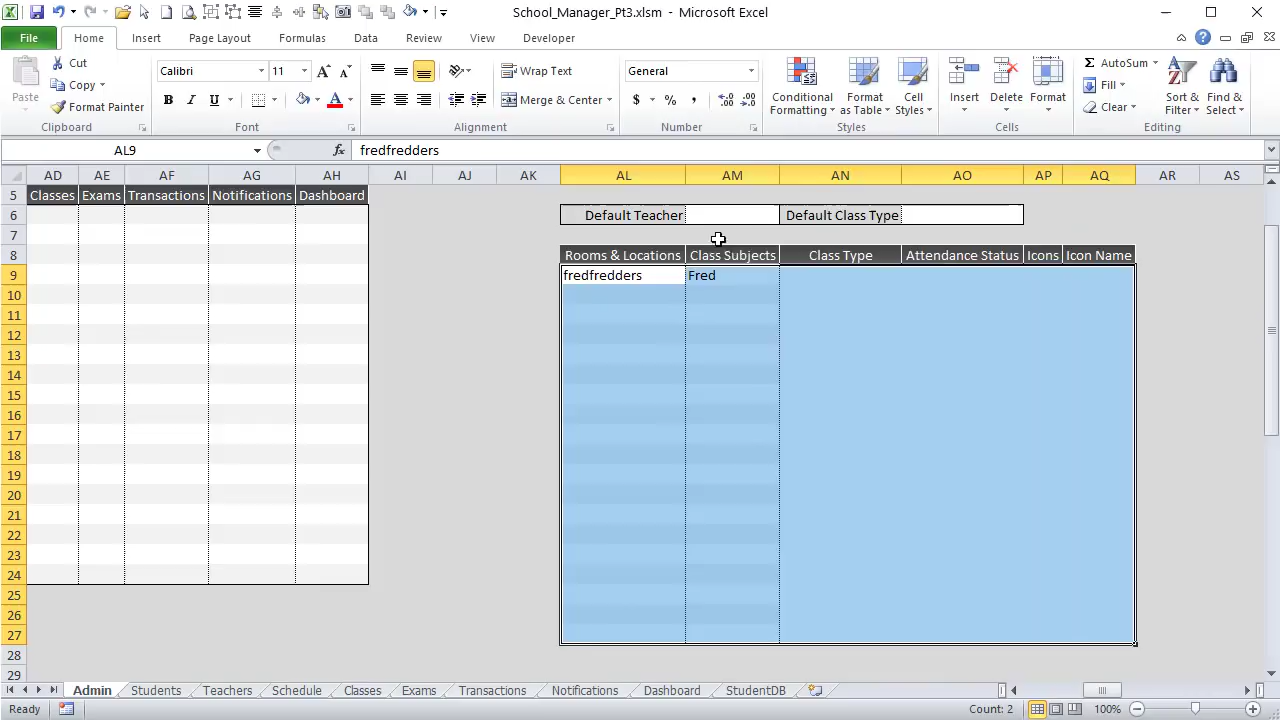 School_Manager_Pt3.xlsm - Microsoft Excel
File Home Insert Page Layout Formulas Data Review View Developer
Paste
Cut
Copy
Format Painter
Clipboard
Calibri 11
B I U
Font
Wrap Text
Merge & Center
Alignment
General
$ % ,
Number
Conditional Formatting
Format as Table
Cell Styles
Styles
Insert Delete Format
Cells
AutoSum
Fill
Clear
Sort & Filter
Find & Select
Editing
AL9 fx fredfredders
AD AE AF AG AH AI AJ AK AL AM AN AO AP AQ AR AS
5 Classes Exams Transactions Notifications Dashboard
6 Default Teacher Default Class Type
7
8 Rooms & Locations Class Subjects Class Type Attendance Status Icons Icon Name
9 fredfredders Fred
10
11
12
13
14
15
16
17
18
19
20
21
22
23
24
25
26
27
28
29
Admin Students Teachers Schedule Classes Exams Transactions Notifications Dashboard StudentDB
Ready Count: 2 100%